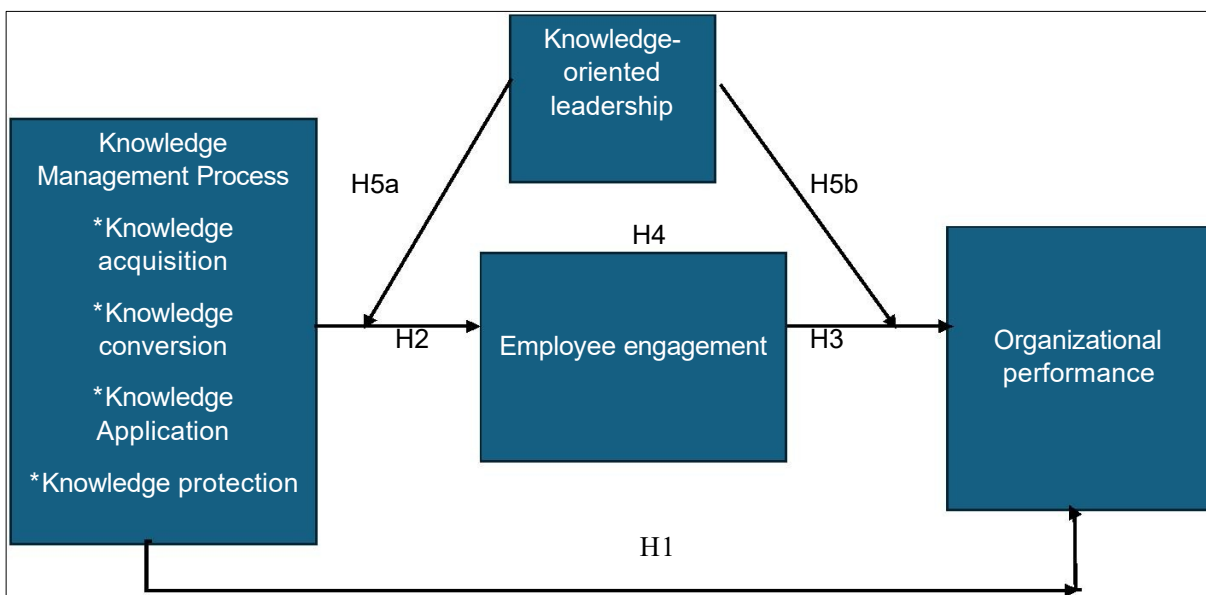 Knowledge-
oriented
leadership
Knowledge
Management Process
*Knowledge
acquisition
*Knowledge
conversion
*Knowledge
Application
*Knowledge protection
H5a
H5b
H4
H2
Employee engagement
H3
Organizational
performance
H1